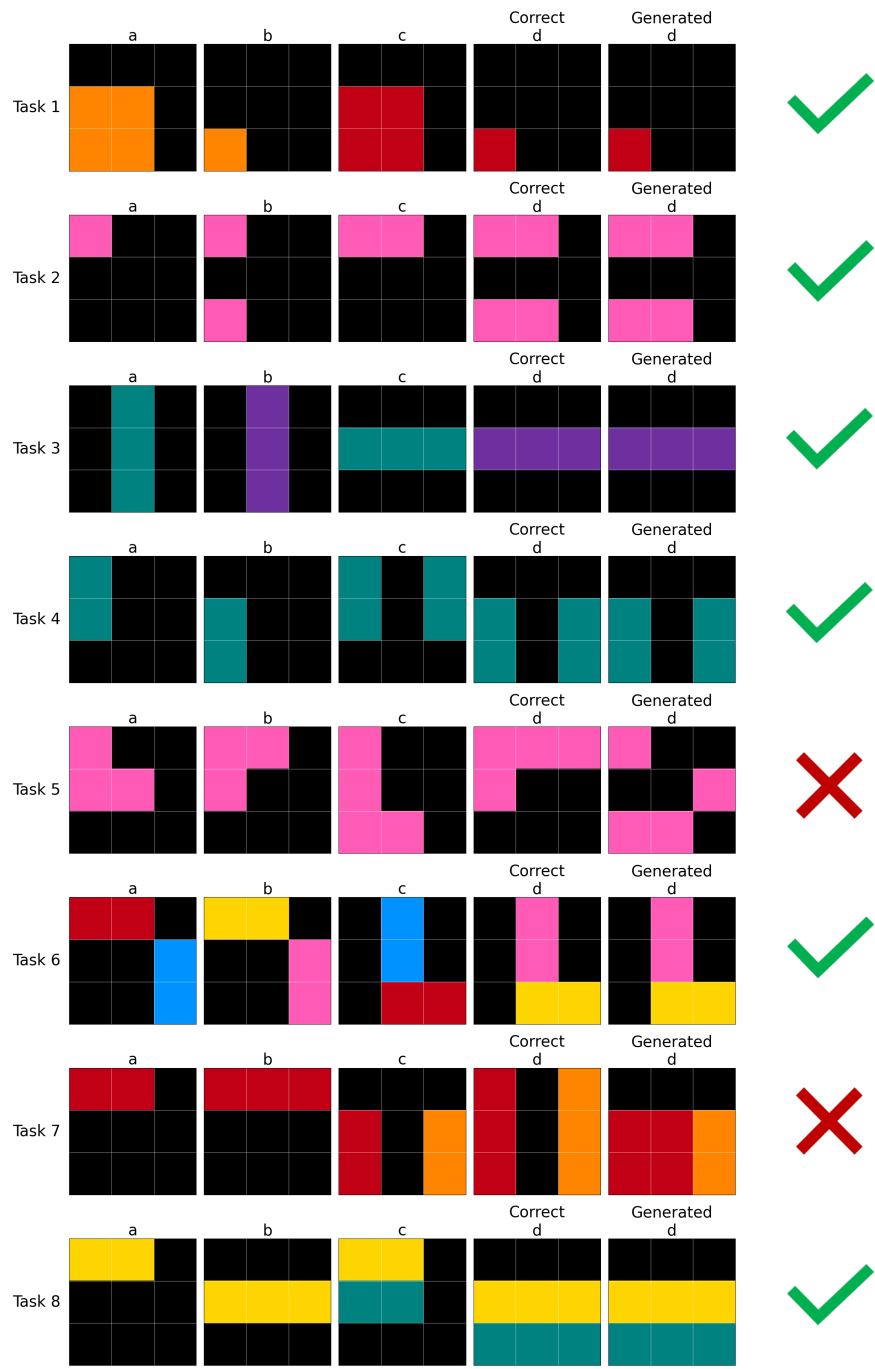 a b c Correct d Generated d
Task 1
a b c Correct d Generated d
Task 2
a b c Correct d Generated d
Task 3
a b c Correct d Generated d
Task 4
a b c Correct d Generated d
Task 5
a b c Correct d Generated d
Task 6
a b c Correct d Generated d
Task 7
a b c Correct d Generated d
Task 8